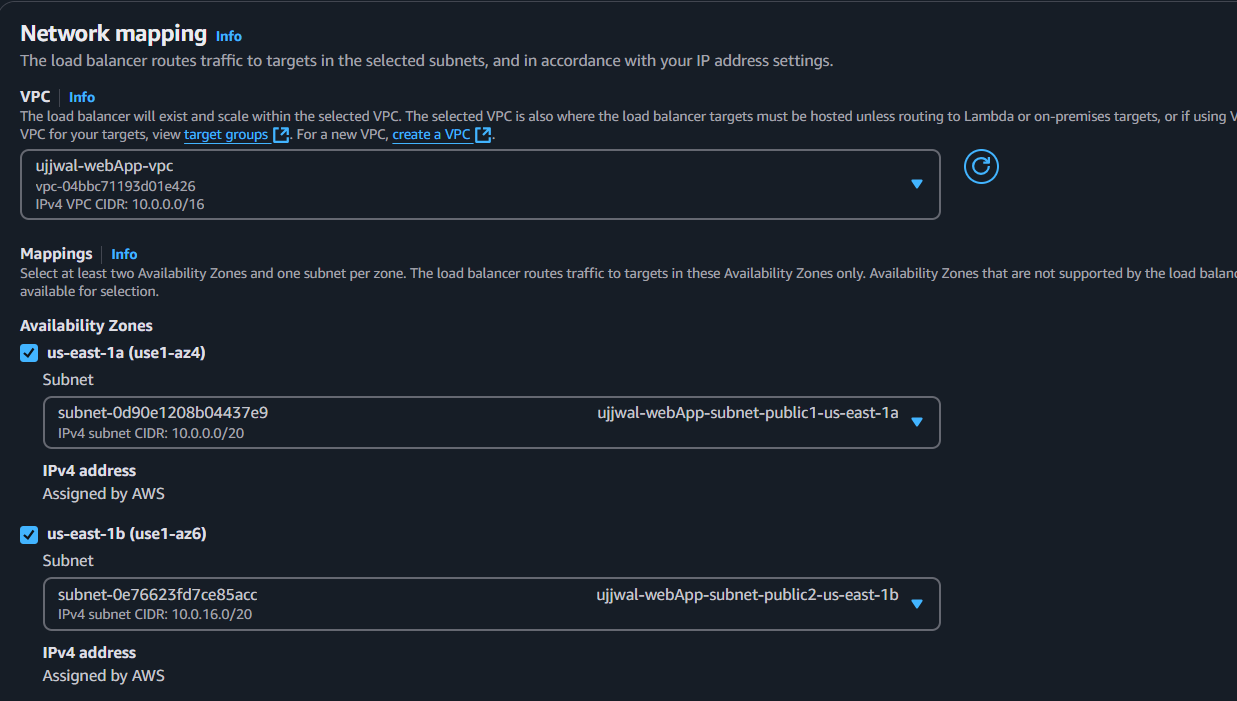 Network mapping Info
The load balancer routes traffic to targets in the selected subnets, and in accordance with your IP address settings.
VPC Info
The load balancer will exist and scale within the selected VPC. The selected VPC is also where the load balancer targets must be hosted unless routing to Lambda or on-premises targets, or if using
VPC for your targets, view target groups. For a new VPC, create a VPC.
ujjwal-webApp-vpc
vpc-04bbc71193d01e426
IPv4 VPC CIDR: 10.0.0.0/16
Mappings Info
Select at least two Availability Zones and one subnet per zone. The load balancer routes traffic to targets in these Availability Zones only. Availability Zones that are not supported by the load
available for selection.
Availability Zones
us-east-1a (use1-az4)
Subnet
subnet-0d90e1208b04437e9 ujjwal-webApp-subnet-public1-us-east-1a
IPv4 subnet CIDR: 10.0.0.0/20
IPv4 address
Assigned by AWS
us-east-1b (use1-az6)
Subnet
subnet-0e76623fd7ce85acc ujjwal-webApp-subnet-public2-us-east-1b
IPv4 subnet CIDR: 10.0.16.0/20
IPv4 address
Assigned by AWS